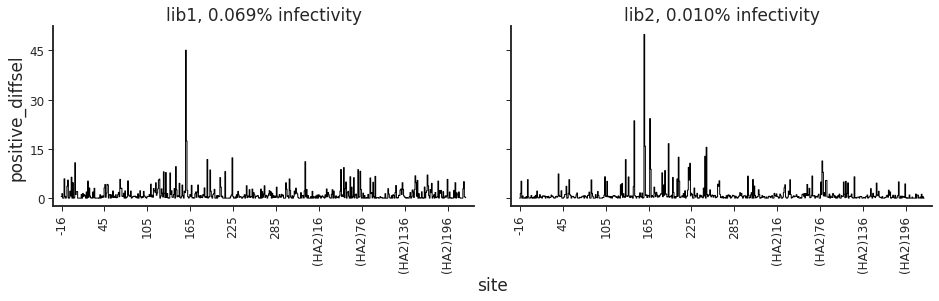 lib1, 0.069% infectivity
lib2, 0.010% infectivity
positive_diffsel
45
30
15
0
-16
45
105
165
225
285
(HA2)16
(HA2)76
(HA2)136
(HA2)196
-16
45
105
165
225
285
(HA2)16
(HA2)76
(HA2)136
(HA2)196
site